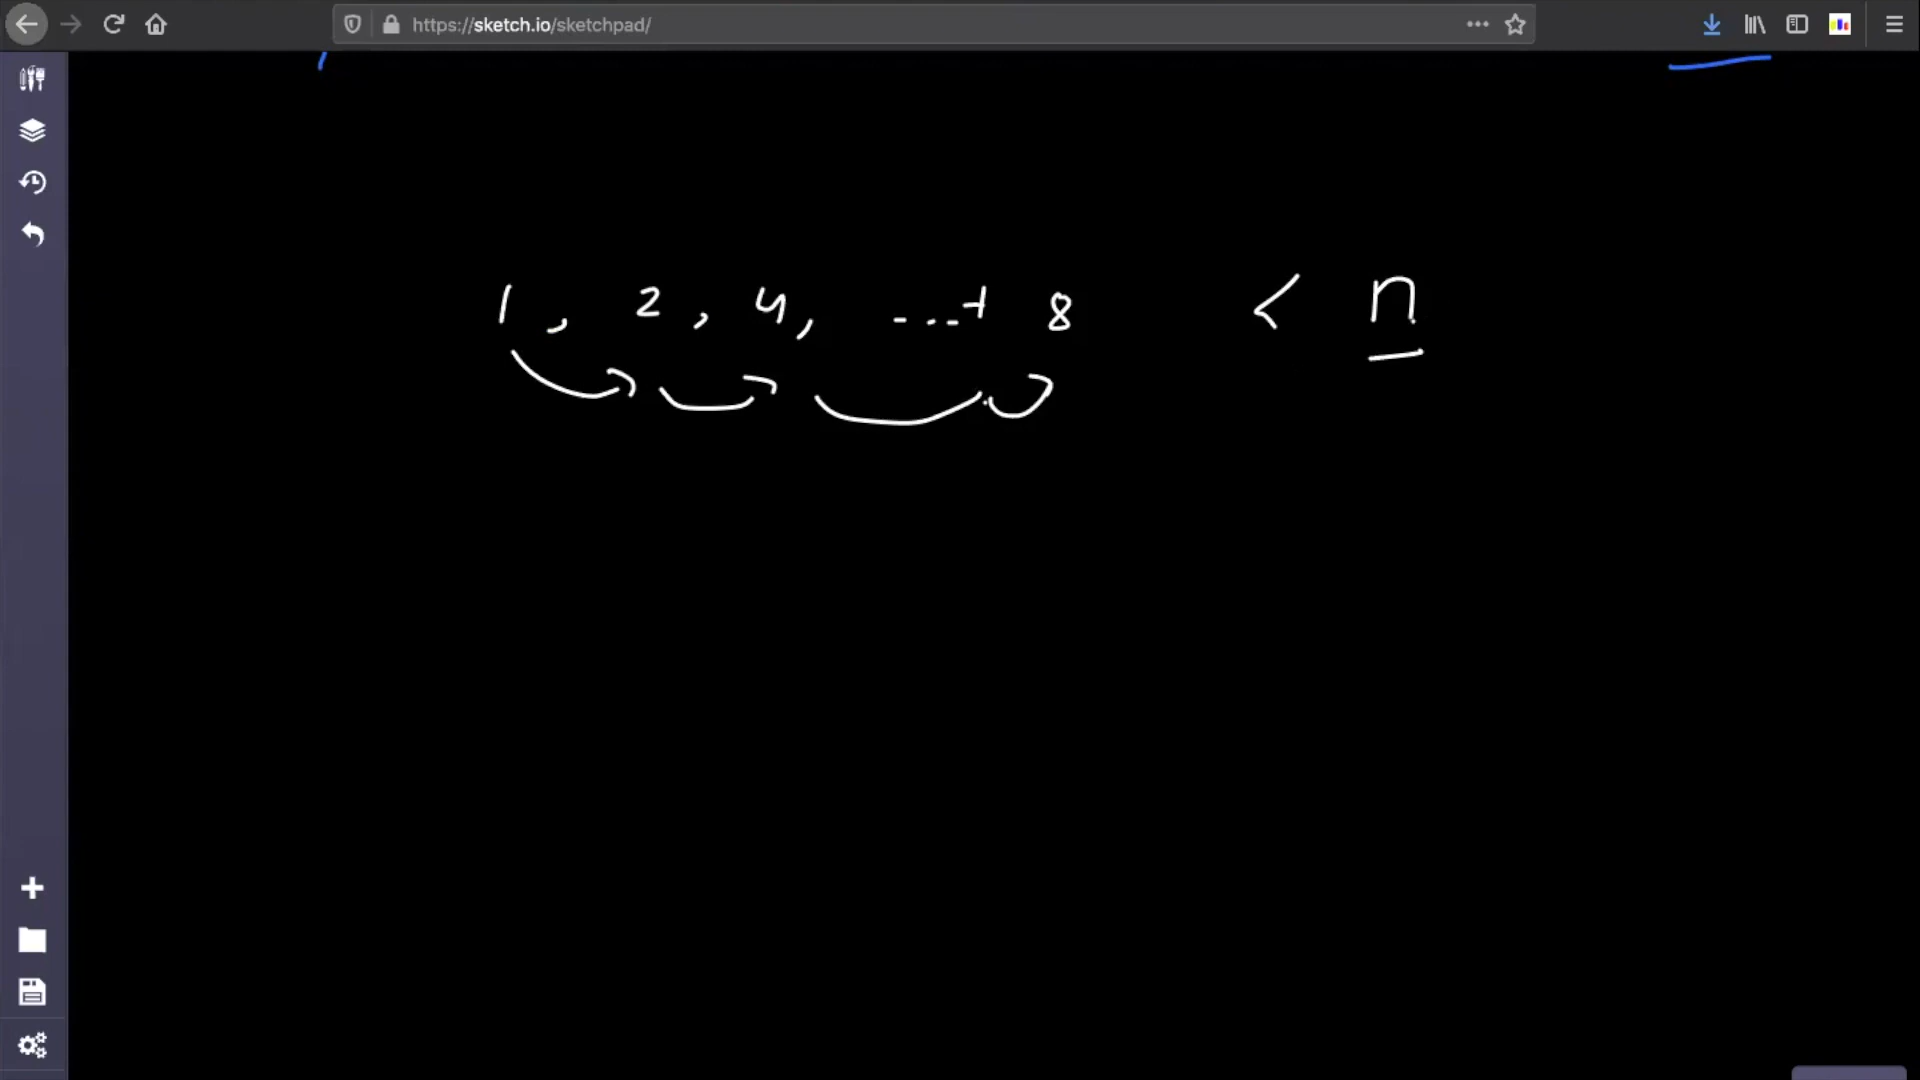 https://sketch.io/sketchpad/
1 , 2 , 4, ...+ 8 < n